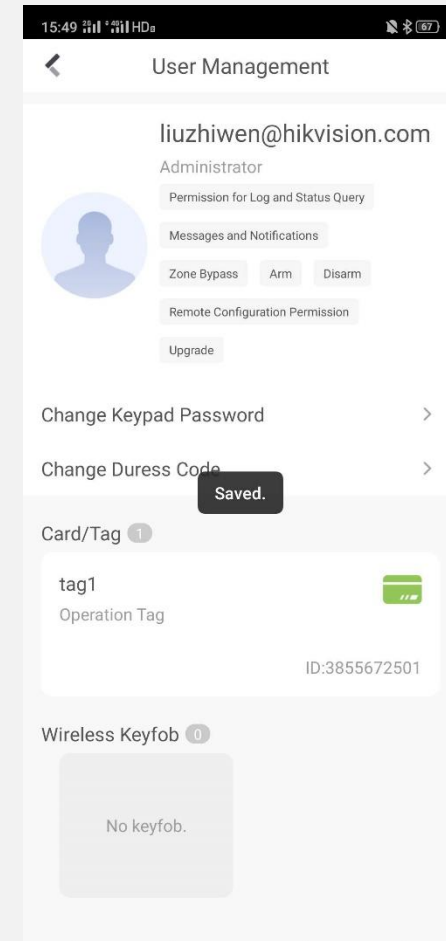 15:49 HD
67
User Management
liuzhiwen@hikvision.com
Administrator
Permission for Log and Status Query
Messages and Notifications
Zone Bypass Arm Disarm
Remote Configuration Permission
Upgrade
Change Keypad Password
Change Duress Code
Saved.
Card/Tag 1
tag1
Operation Tag
ID:3855672501
Wireless Keyfob 0
No keyfob.